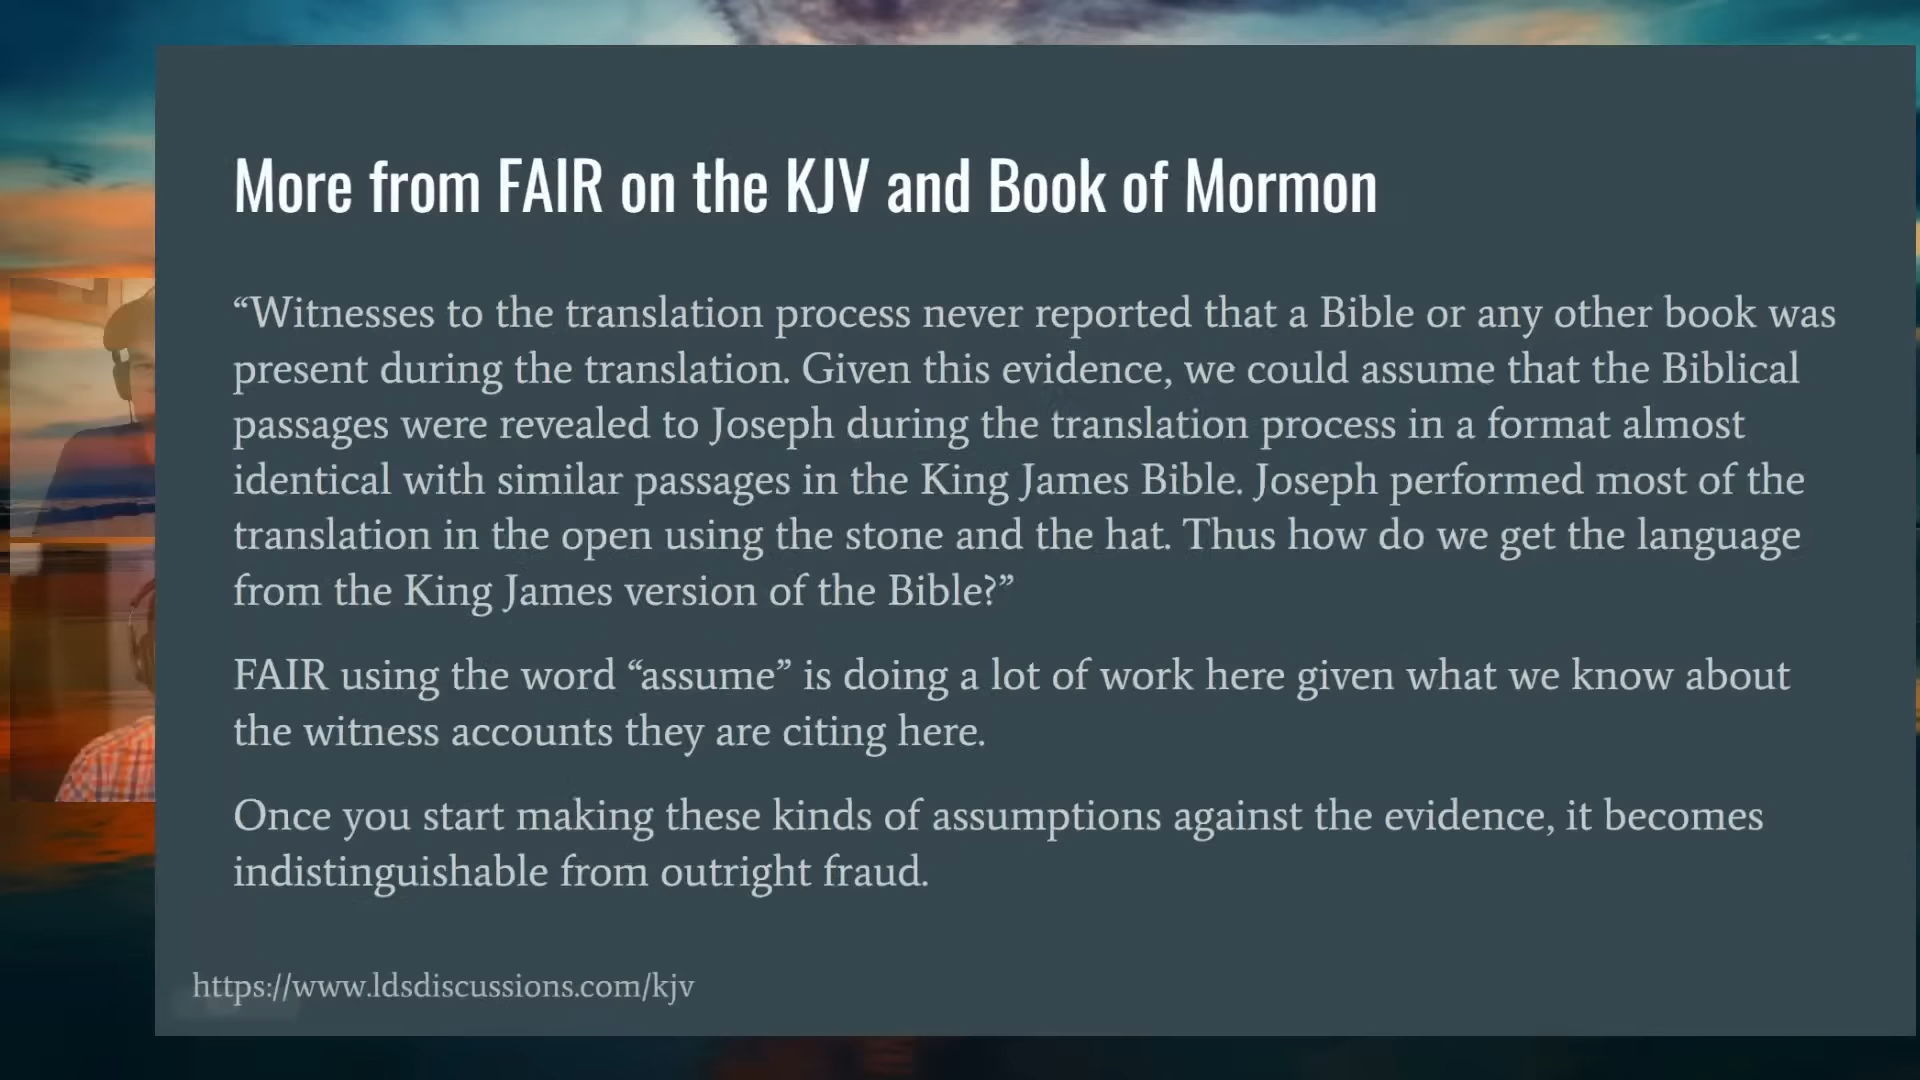 More from FAIR on the KJV and Book of Mormon
“Witnesses to the translation process never reported that a Bible or any other book was
present during the translation. Given this evidence, we could assume that the Biblical
passages were revealed to Joseph during the translation process in a format almost
identical with similar passages in the King James Bible. Joseph performed most of the
translation in the open using the stone and the hat. Thus how do we get the language
from the King James version of the Bible?”
FAIR using the word “assume” is doing a lot of work here given what we know about
the witness accounts they are citing here.
Once you start making these kinds of assumptions against the evidence, it becomes
indistinguishable from outright fraud.
https://www.ldsdiscussions.com/kjv